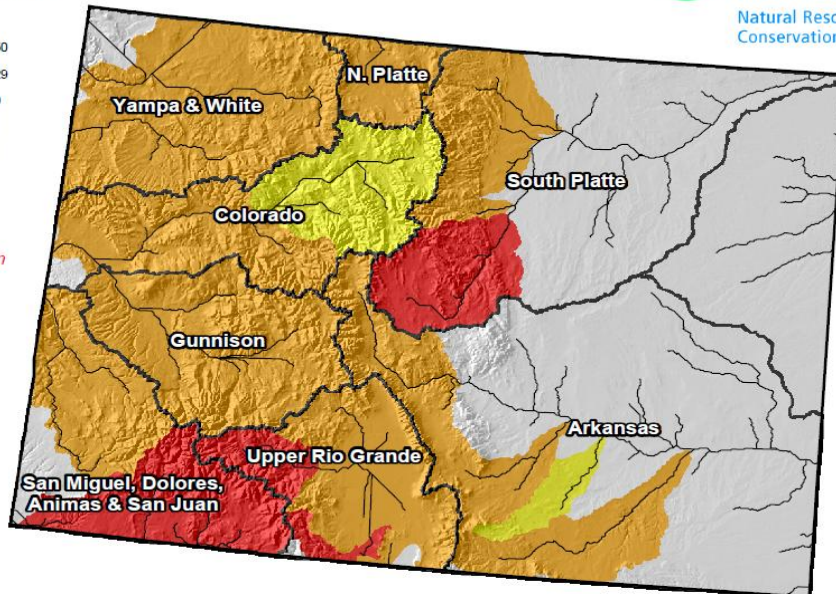 Natural Reso
Conservation
N. Platte
Yampa & White
South Platte
Colorado
Gunnison
Arkansas
Upper Rio Grande
San Miguel, Dolores,
Animas & San Juan